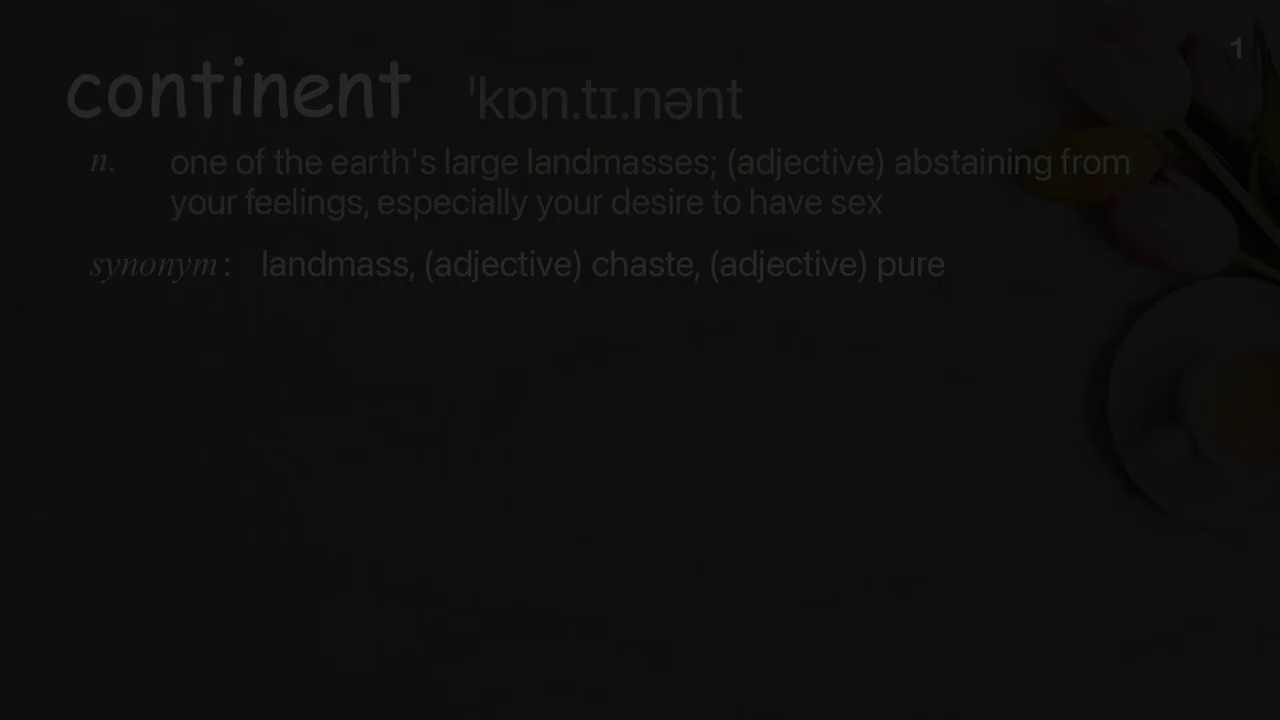 1
continent ˈkɒn.tɪ.nənt
n. one of the earth's large landmasses; (adjective) abstaining from
your feelings, especially your desire to have sex
synonym : landmass, (adjective) chaste, (adjective) pure